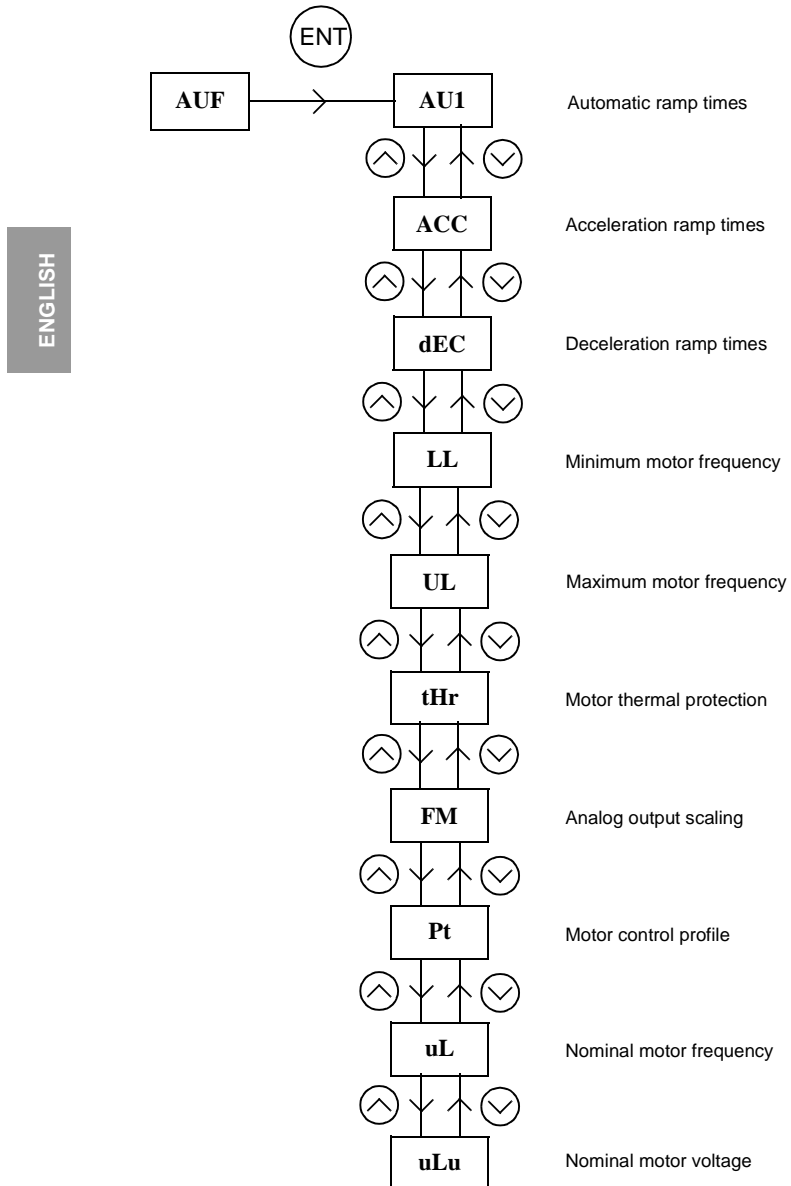 ENT
AUF
AU1
Automatic ramp times
ACC
Acceleration ramp times
ENGLISH
dEC
Deceleration ramp times
LL
Minimum motor frequency
UL
Maximum motor frequency
tHr
Motor thermal protection
FM
Analog output scaling
Pt
Motor control profile
uL
Nominal motor frequency
uLu
Nominal motor voltage